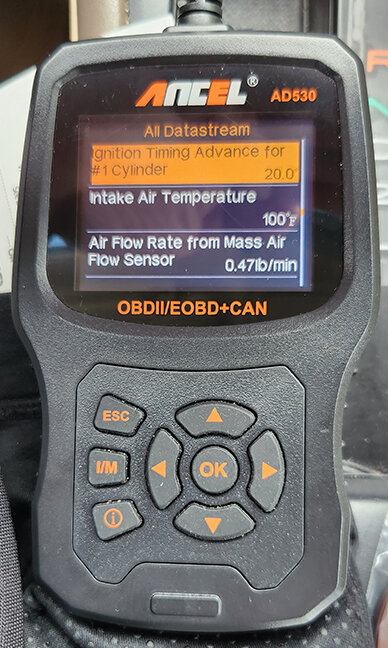 ANCEL®
AD530
All Datastream
Ignition Timing Advance for
#1 Cylinder 20.0°
Intake Air Temperature
100°F
Air Flow Rate from Mass Air
Flow Sensor 0.47lb/min
OBDII/EOBD+CAN
ESC
I/M
OK